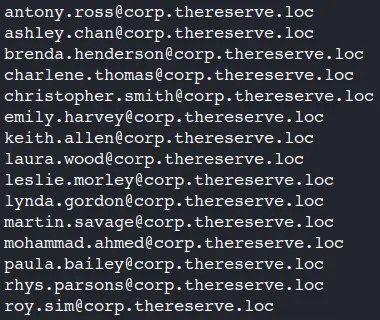 antony.ross@corp.thereserve.loc
ashley.chan@corp.thereserve.loc
brenda.henderson@corp.thereserve.loc
charlene.thomas@corp.thereserve.loc
christopher.smith@corp.thereserve.loc
emily.harvey@corp.thereserve.loc
keith.allen@corp.thereserve.loc
laura.wood@corp.thereserve.loc
leslie.morley@corp.thereserve.loc
lynda.gordon@corp.thereserve.loc
martin.savage@corp.thereserve.loc
mohammad.ahmed@corp.thereserve.loc
paula.bailey@corp.thereserve.loc
rhys.parsons@corp.thereserve.loc
roy.sim@corp.thereserve.loc